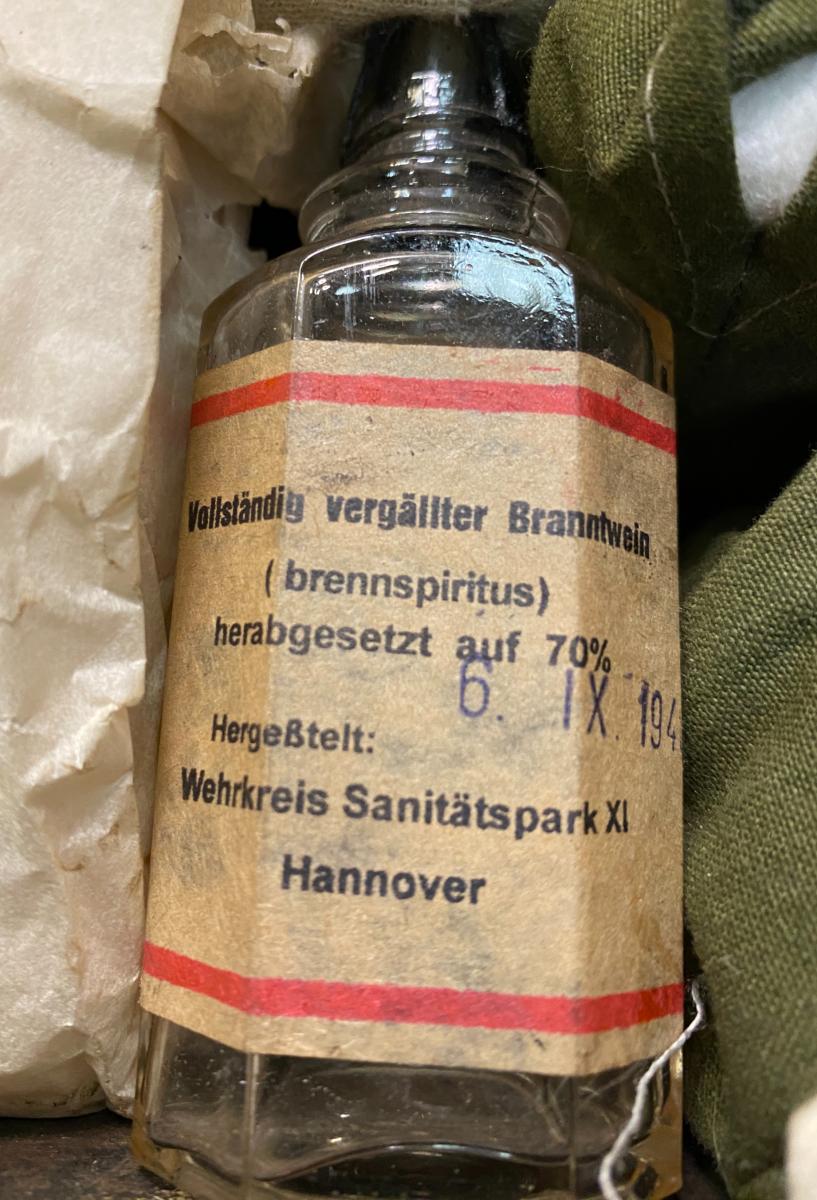 Vollständig vergällter Branntwein
(brennspiritus)
herabgesetzt auf 70%
6. IX. 194
Hergeßtelt:
Wehrkreis Sanitätspark XI
Hannover